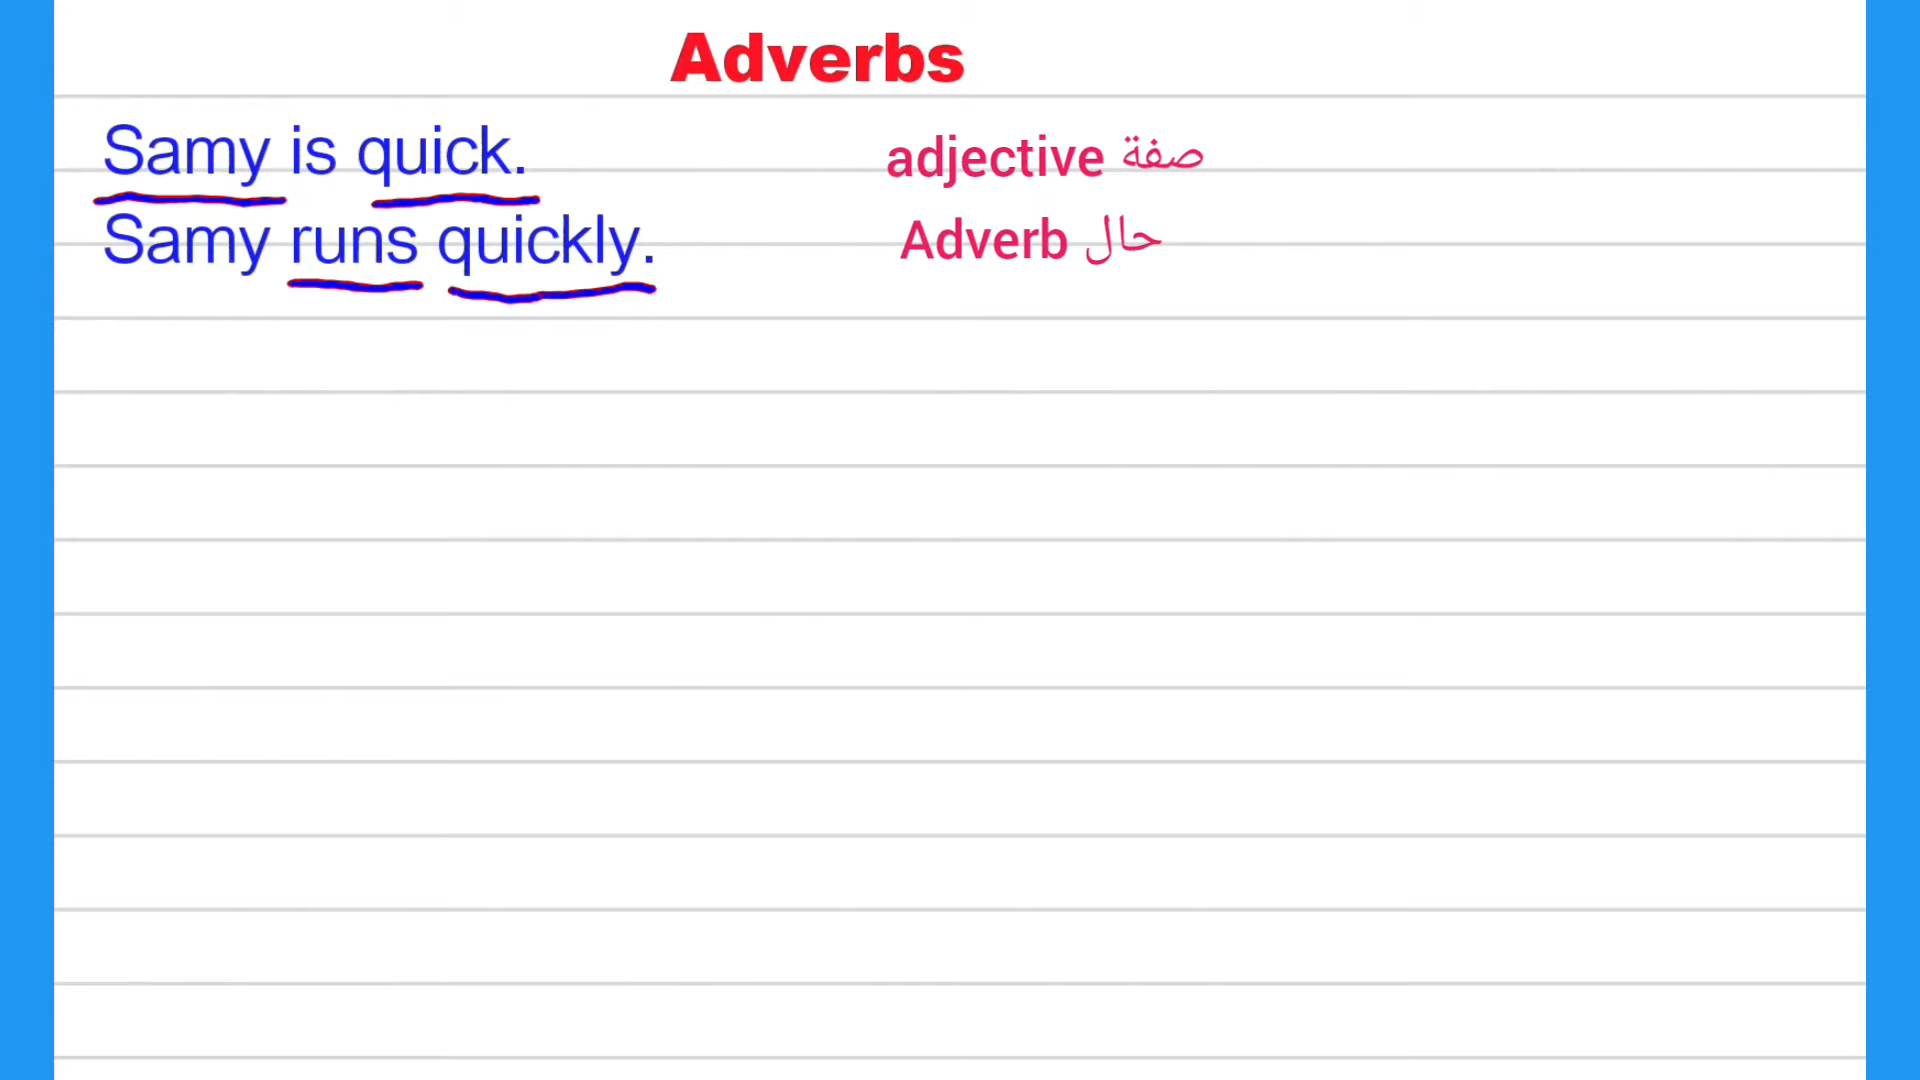 Adverbs
Samy is quick. adjective صفة
Samy runs quickly. Adverb حال